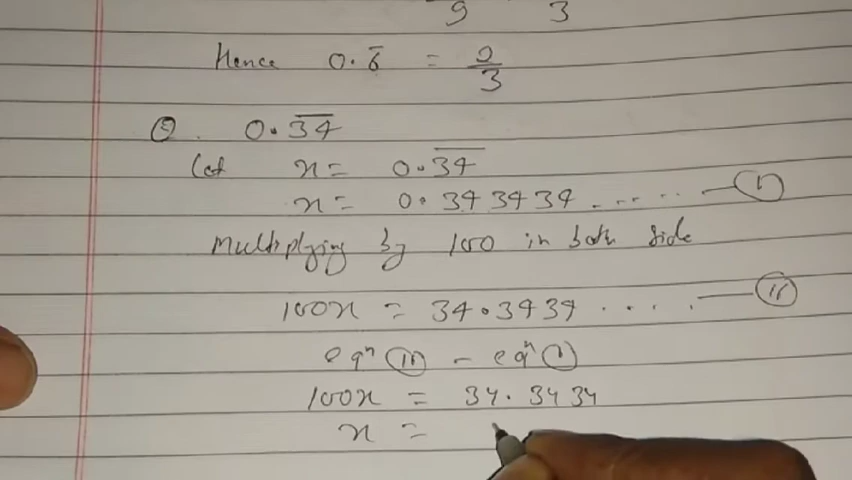 9 3
Hence 0.6̅ = 2/3
Q. 0.3̅4̅
Let x = 0.3̅4̅
x = 0.343434...... — (I)
Multiplying by 100 in both side
100x = 34.3434 ..... — (II)
eqⁿ (II) - eqⁿ (I)
100x = 34.3434
x =